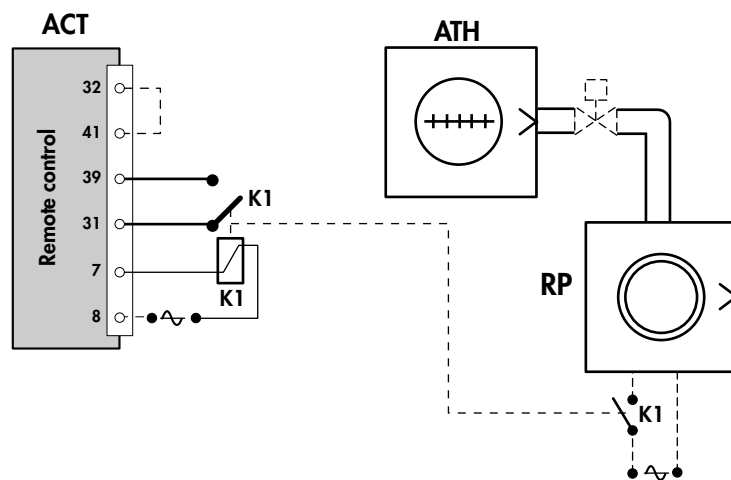 ACT
ATH
32
41
39
31
7
8
Remote control
K1
K1
RP
K1